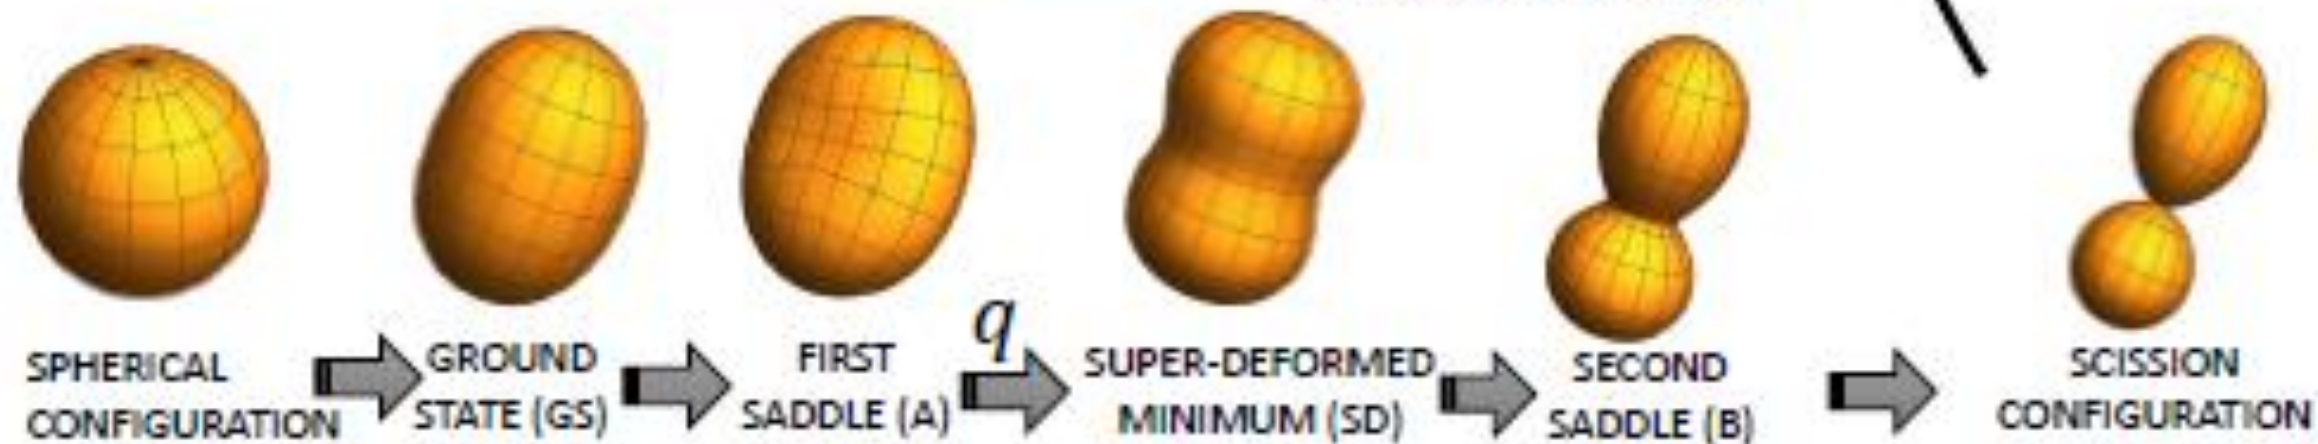 q
SPHERICAL
CONFIGURATION
GROUND
STATE (GS)
FIRST
SADDLE (A)
SUPER-DEFORMED
MINIMUM (SD)
SECOND
SADDLE (B)
SCISSION
CONFIGURATION